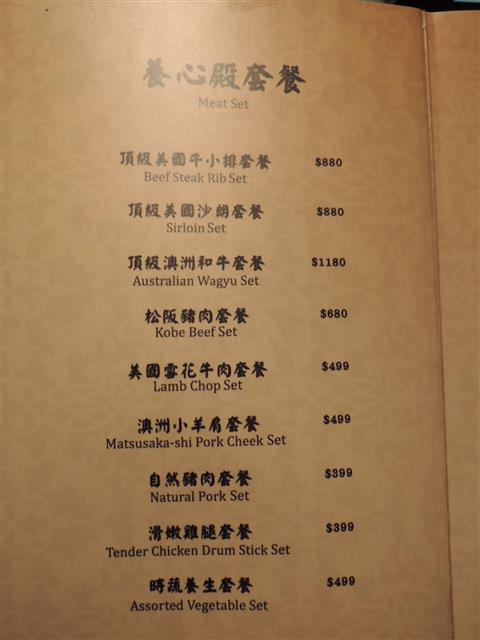 養心殿套餐
Meat Set
頂級美國牛小排套餐 $880
Beef Steak Rib Set
頂級美國沙朗套餐 $880
Sirloin Set
頂級澳洲和牛套餐 $1180
Australian Wagyu Set
松阪豬肉套餐 $680
Kobe Beef Set
美國雪花牛肉套餐 $499
Lamb Chop Set
澳洲小羊肩套餐 $499
Matsusaka-shi Pork Cheek Set
自然豬肉套餐 $399
Natural Pork Set
滑嫩雞腿套餐 $399
Tender Chicken Drum Stick Set
時蔬養生套餐 $499
Assorted Vegetable Set